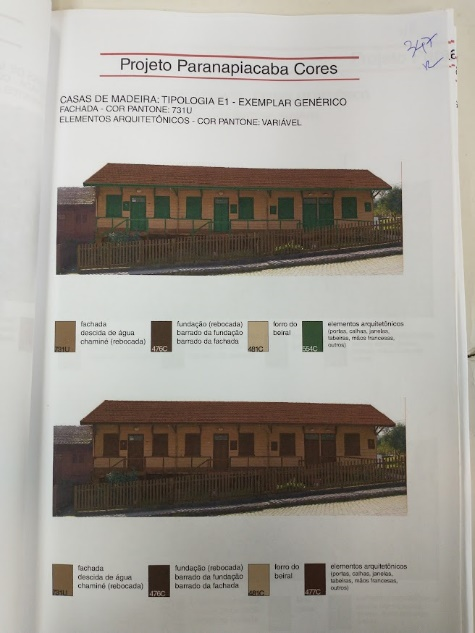 347
Projeto Paranapiacaba Cores
CASAS DE MADEIRA; TIPOLOGIA E1 - EXEMPLAR GENÉRICO
FACHADA - COR PANTONE: 731U
ELEMENTOS ARQUITETÔNICOS - COR PANTONE: VARIÁVEL
731U
fachada
descida de água
chaminé (rebocada)
476C
fundação (rebocada)
barrado da fundação
barrado da fachada
481C
forro do
beiral
554C
elementos arquitetônicos
(portas, calhas, janelas,
tabeiras, mãos francesas,
outros)
731U
fachada
descida de água
chaminé (rebocada)
476C
fundação (rebocada)
barrado da fundação
barrado da fachada
481C
forro do
beiral
477C
elementos arquitetônicos
(portas, calhas, janelas,
tabeiras, mãos francesas,
outros)